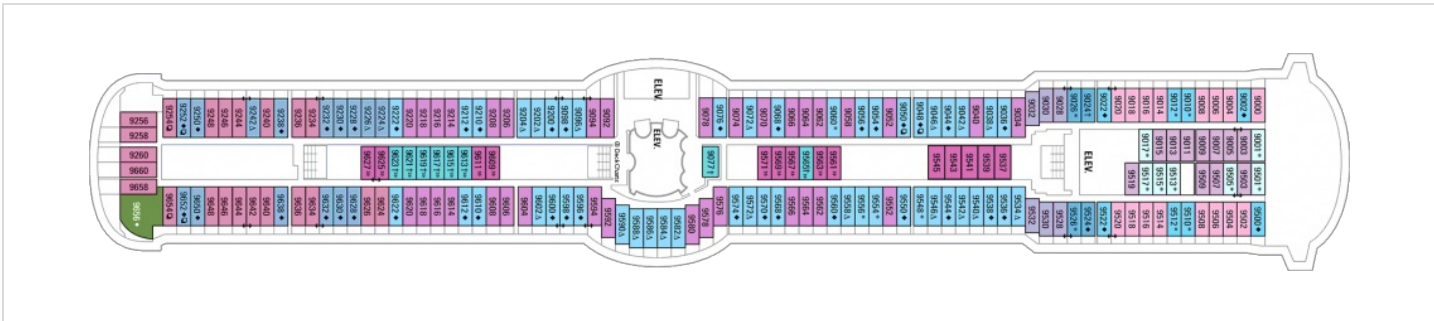 ELEV.
ELEV.
ELEV.
@ Deck Chairs
9256
9258
9260
9660
9658
9656
9254 9252 9250 9248 9246 9244 9242 9240 9238 9236 9234 9232 9230 9228 9226 9224 9222 9220 9218 9216 9214 9212 9210 9208 9206 9204 9202 9200 9098 9096 9094 9092
9078 9076 9074 9072 9070 9068 9066 9064 9062 9060 9058 9056 9054 9052 9050 9048 9046 9044 9042 9040 9038 9036 9034 9032 9030 9028 9026 9024 9022 9020 9018 9016 9014 9012 9010 9008 9006 9004 9002 9000
9627 9625 9623 9621 9619 9617 9615 9613 9611 9609
9077
9571 9569 9567 9565 9563 9561
9545 9543 9541 9539 9537
9017 9015 9013 9011 9009 9007 9005 9003 9001
9519 9517 9515 9513 9509 9507 9505 9503 9501
9654 9652 9650 9648 9646 9644 9642 9640 9638 9636 9634 9632 9630 9628 9626 9624 9622 9620 9618 9616 9614 9612 9610 9608 9606 9604 9602 9600 9598 9596 9594 9592
9590 9588 9586 9584 9582 9580 9578
9576 9574 9572 9570 9568 9566 9564 9562 9560 9558 9556 9554 9552 9550 9548 9546 9544 9542 9540 9538 9536 9534 9532 9530 9528 9526 9524 9522 9520 9518 9516 9514 9512 9510 9508 9506 9504 9502 9500